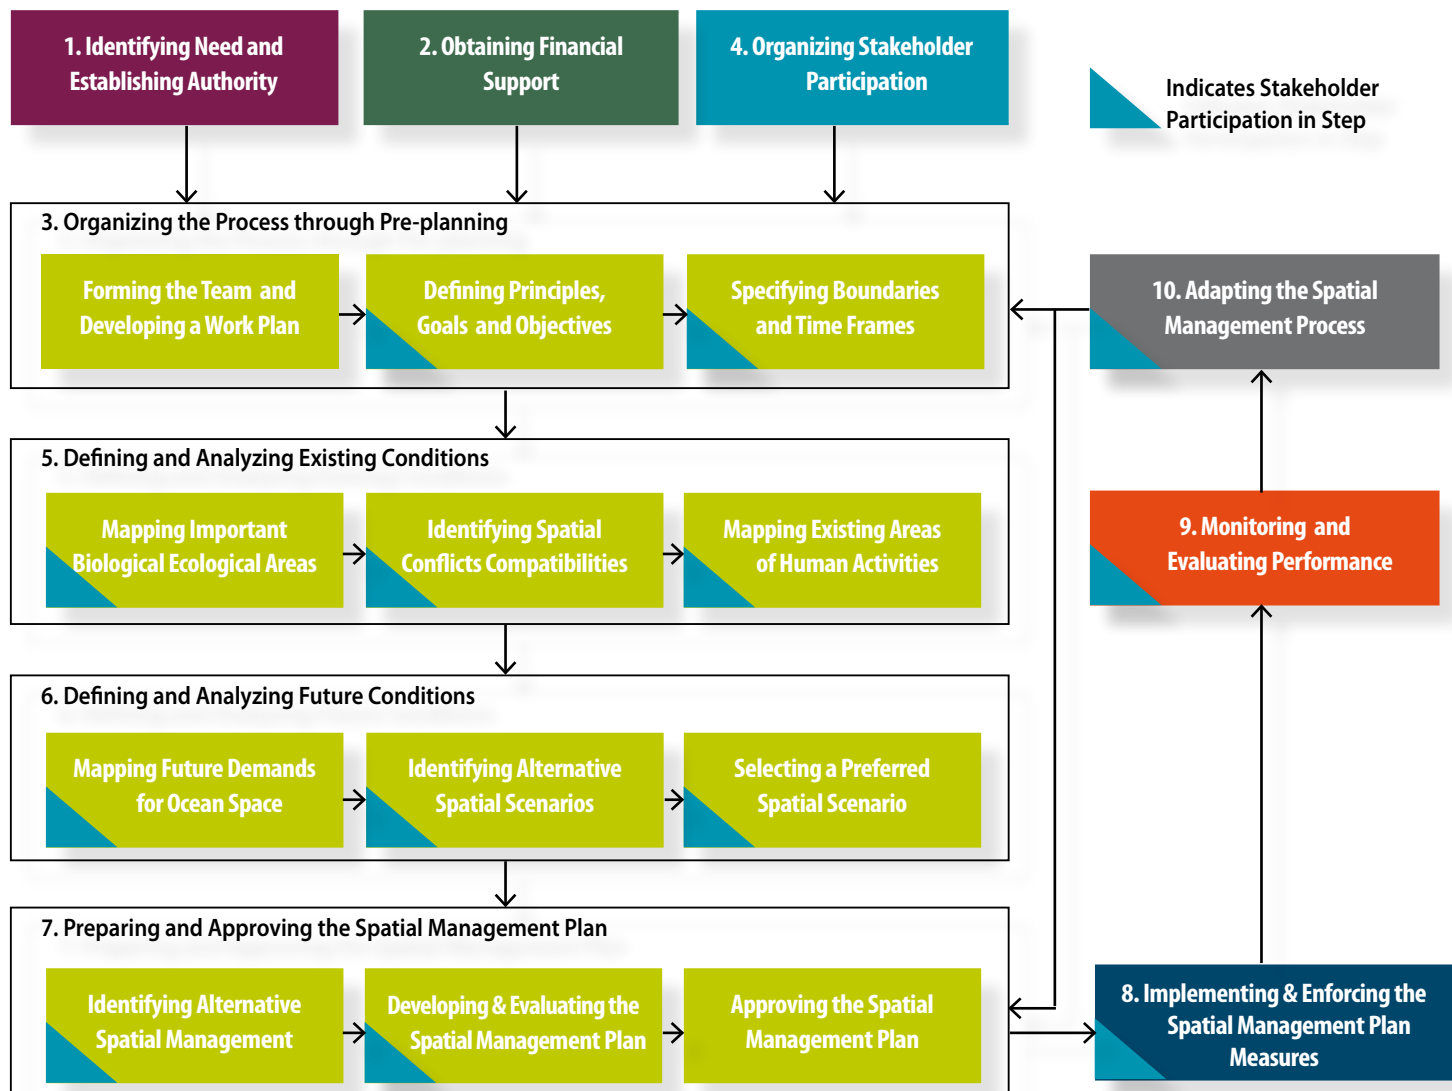 1. Identifying Need and
Establishing Authority
2. Obtaining Financial
Support
4. Organizing Stakeholder
Participation
Indicates Stakeholder
Participation in Step
3. Organizing the Process through Pre-planning
Forming the Team and
Developing a Work Plan
Defining Principles,
Goals and Objectives
Specifying Boundaries
and Time Frames
10. Adapting the Spatial
Management Process
5. Defining and Analyzing Existing Conditions
Mapping Important
Biological Ecological Areas
Identifying Spatial
Conflicts Compatibilities
Mapping Existing Areas
of Human Activities
9. Monitoring and
Evaluating Performance
6. Defining and Analyzing Future Conditions
Mapping Future Demands
for Ocean Space
Identifying Alternative
Spatial Scenarios
Selecting a Preferred
Spatial Scenario
7. Preparing and Approving the Spatial Management Plan
Identifying Alternative
Spatial Management
Developing & Evaluating the
Spatial Management Plan
Approving the Spatial
Management Plan
8. Implementing & Enforcing the
Spatial Management Plan
Measures